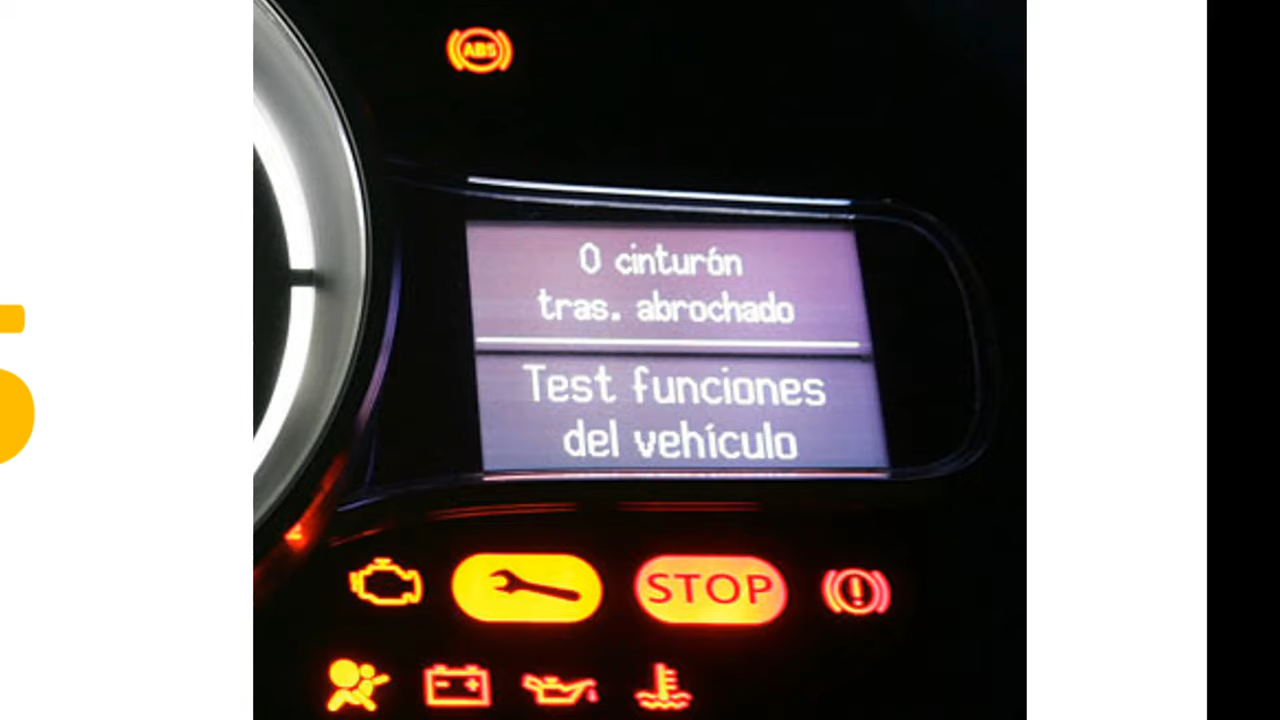 ABS
0 cinturón
tras. abrochado
Test funciones
del vehículo
STOP